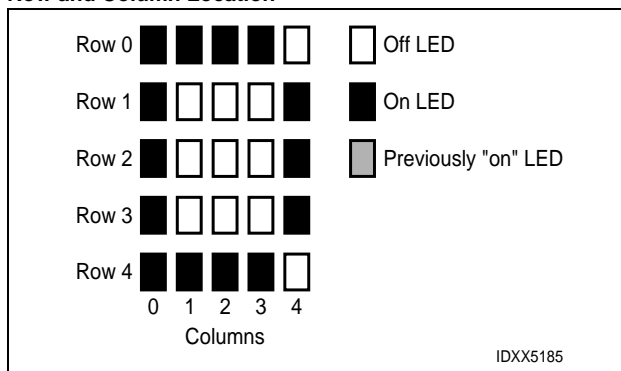 Row and Column Location
Row 0 Off LED
Row 1 On LED
Row 2 Previously "on" LED
Row 3
Row 4
0 1 2 3 4
Columns
IDXX5185